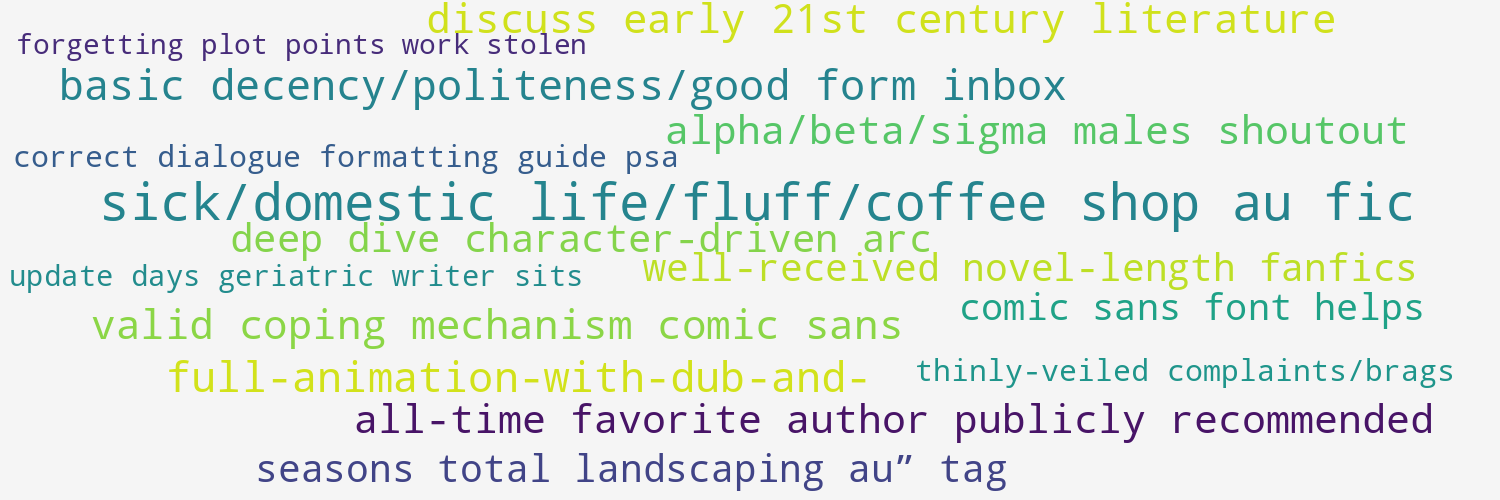 discuss early 21st century literature
forgetting plot points work stolen
basic decency/politeness/good form inbox
alpha/beta/sigma males shoutout
correct dialogue formatting guide psa
sick/domestic life/fluff/coffee shop au fic
deep dive character-driven arc
well-received novel-length fanfics
update days geriatric writer sits
comic sans font helps
valid coping mechanism comic sans
full-animation-with-dub-and-
thinly-veiled complaints/brags
all-time favorite author publicly recommended
seasons total landscaping au” tag